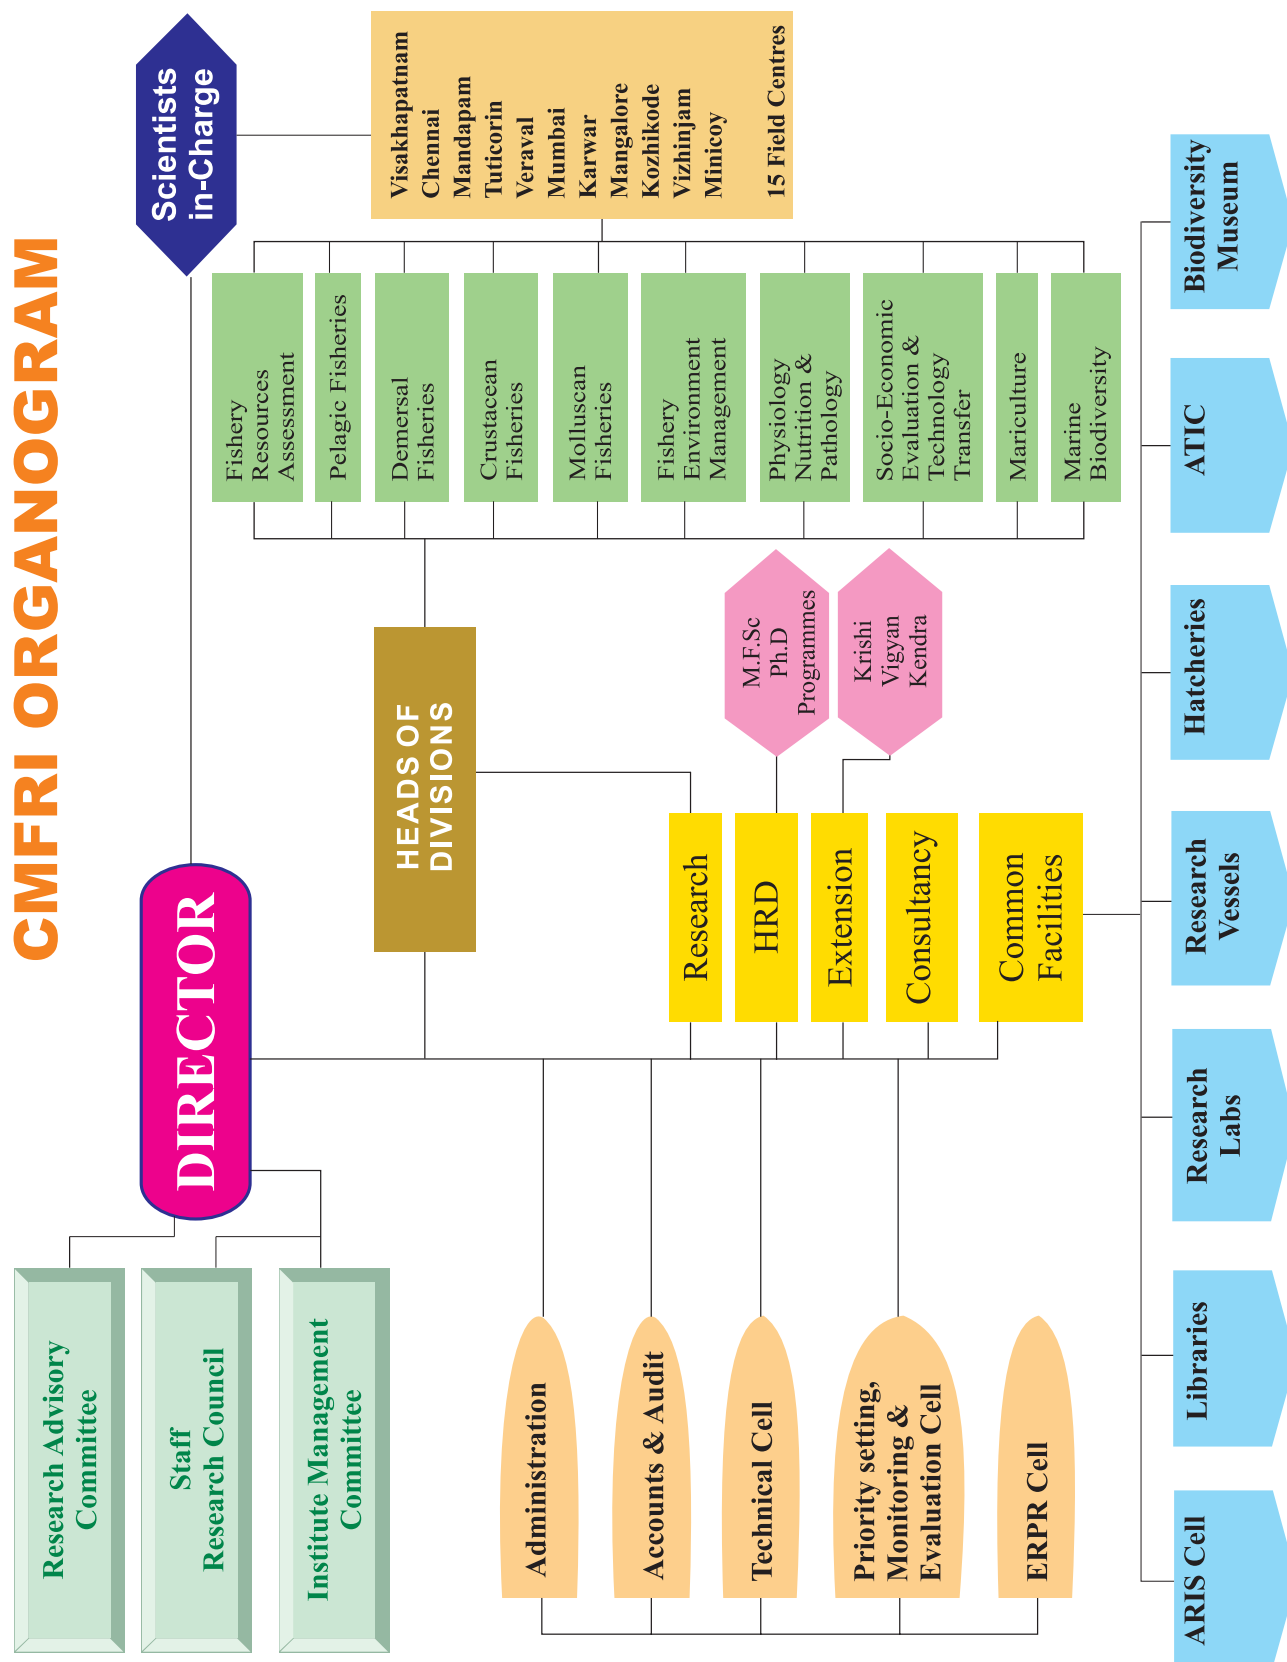 CMFRI ORGANOGRAM
Research Advisory
Committee
Staff
Research Council
Institute Management
Committee
DIRECTOR
Scientists
in-Charge
HEADS OF
DIVISIONS
Visakhapatnam
Chennai
Mandapam
Tuticorin
Veraval
Mumbai
Karwar
Mangalore
Kozhikode
Vizhinjam
Minicoy
15 Field Centres
Fishery
Resources
Assessment
Pelagic Fisheries
Demersal
Fisheries
Crustacean
Fisheries
Molluscan
Fisheries
Fishery
Environment
Management
Physiology
Nutrition &
Pathology
Socio-Economic
Evaluation &
Technology
Transfer
Mariculture
Marine
Biodiversity
Administration
Accounts & Audit
Technical Cell
Priority setting,
Monitoring &
Evaluation Cell
ERPR Cell
Research
HRD
Extension
Consultancy
Common
Facilities
M.F.Sc
Ph.D
Programmes
Krishi
Vigyan
Kendra
ARIS Cell
Libraries
Research
Labs
Research
Vessels
Hatcheries
ATIC
Biodiversity
Museum